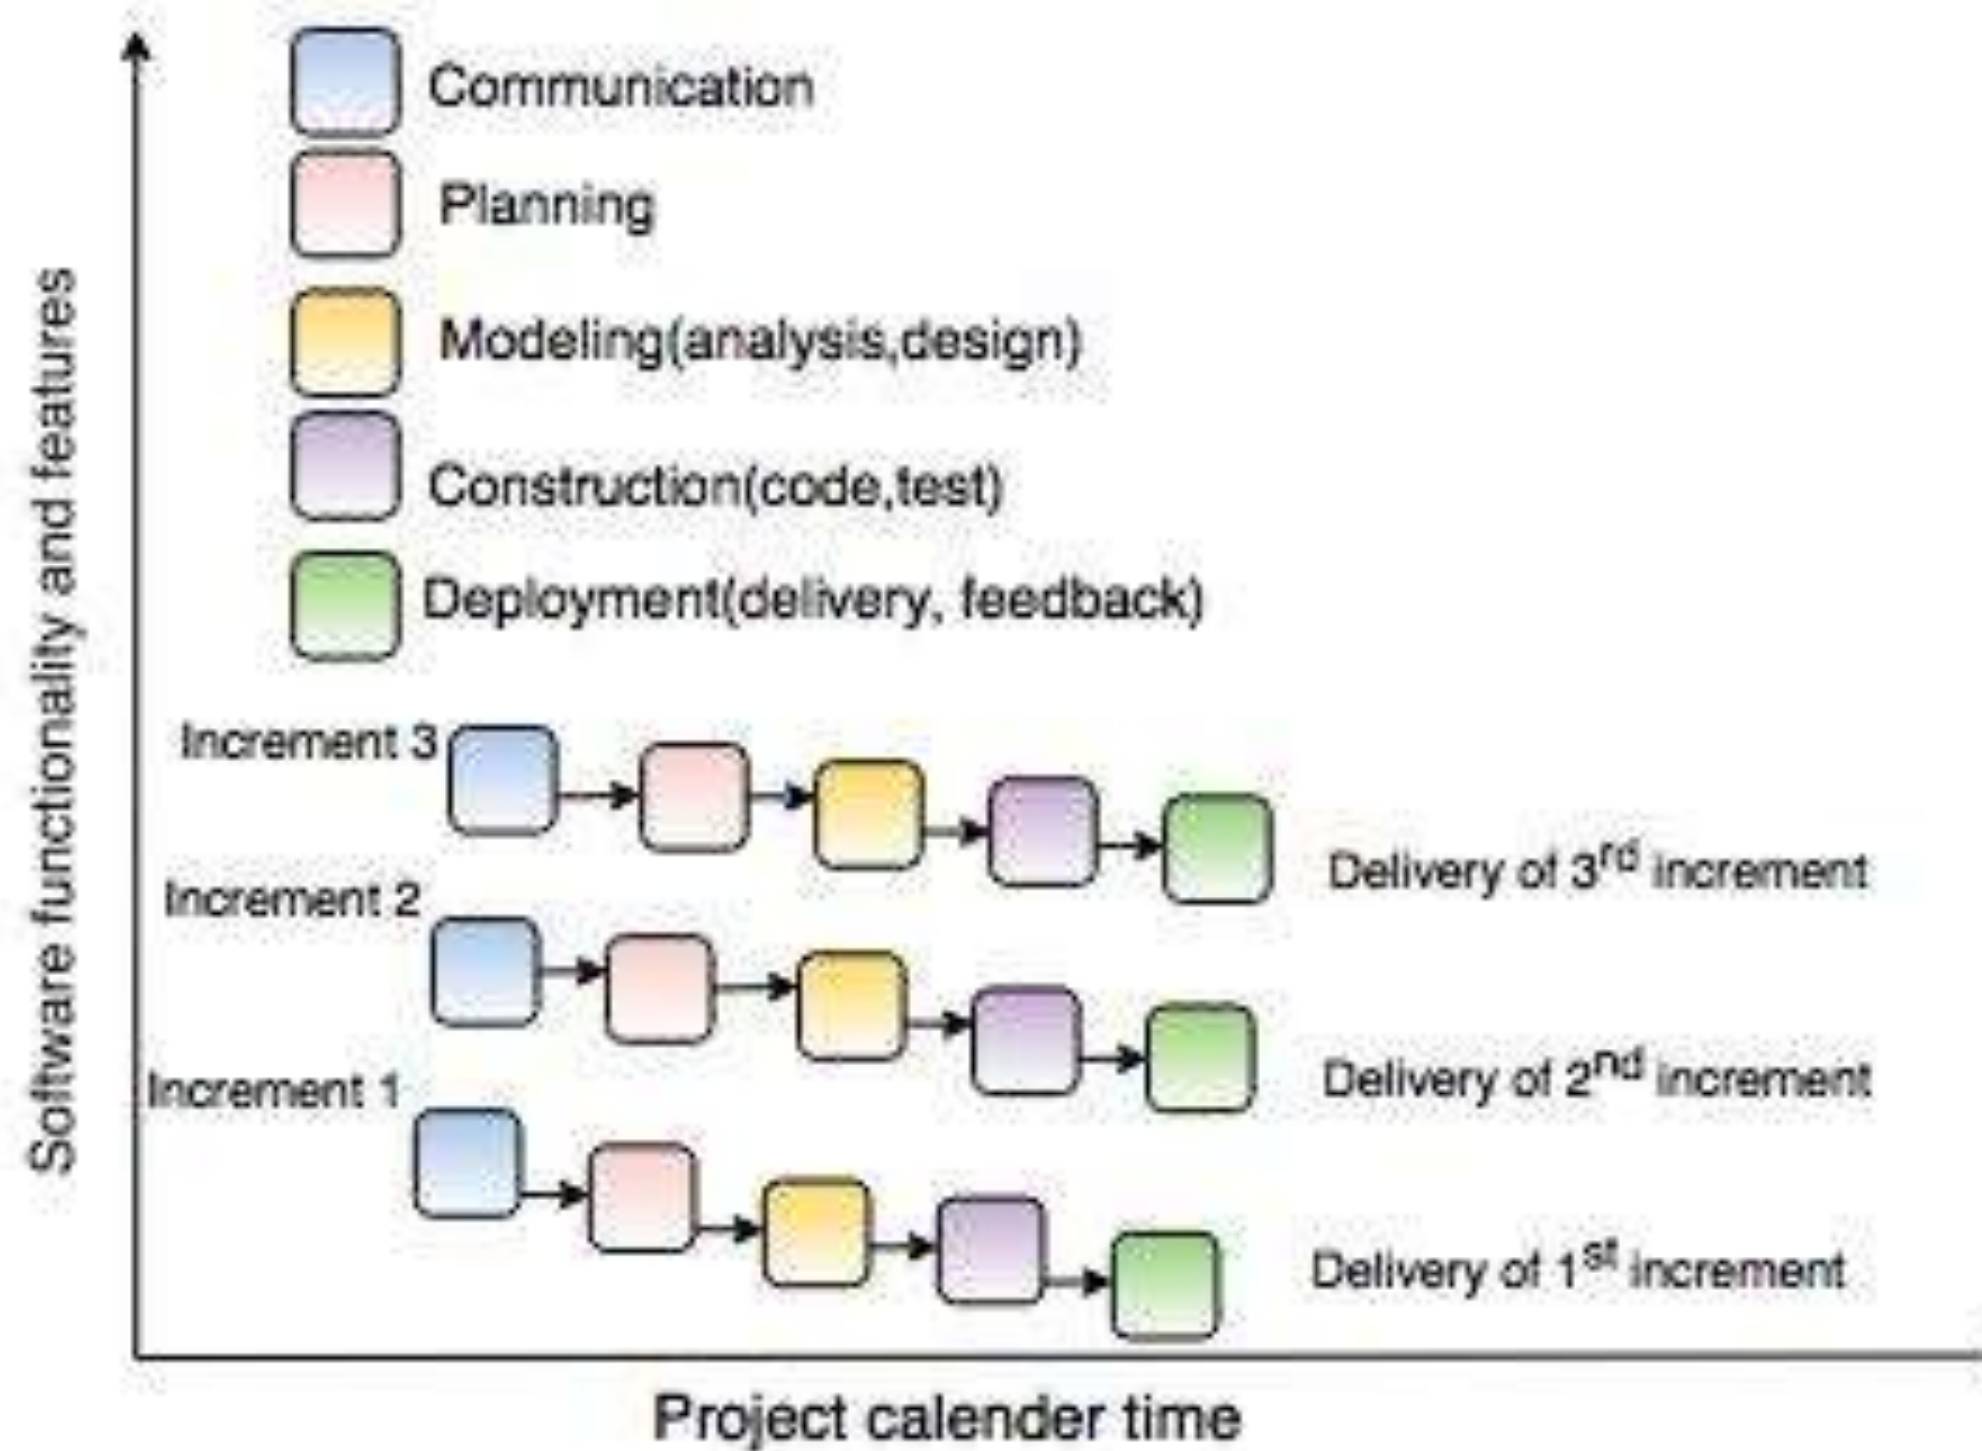 Software functionality and features
Communication
Planning
Modeling(analysis,design)
Construction(code,test)
Deployment(delivery, feedback)
Increment 3
Delivery of 3rd increment
Increment 2
Delivery of 2nd increment
Increment 1
Delivery of 1st increment
Project calender time